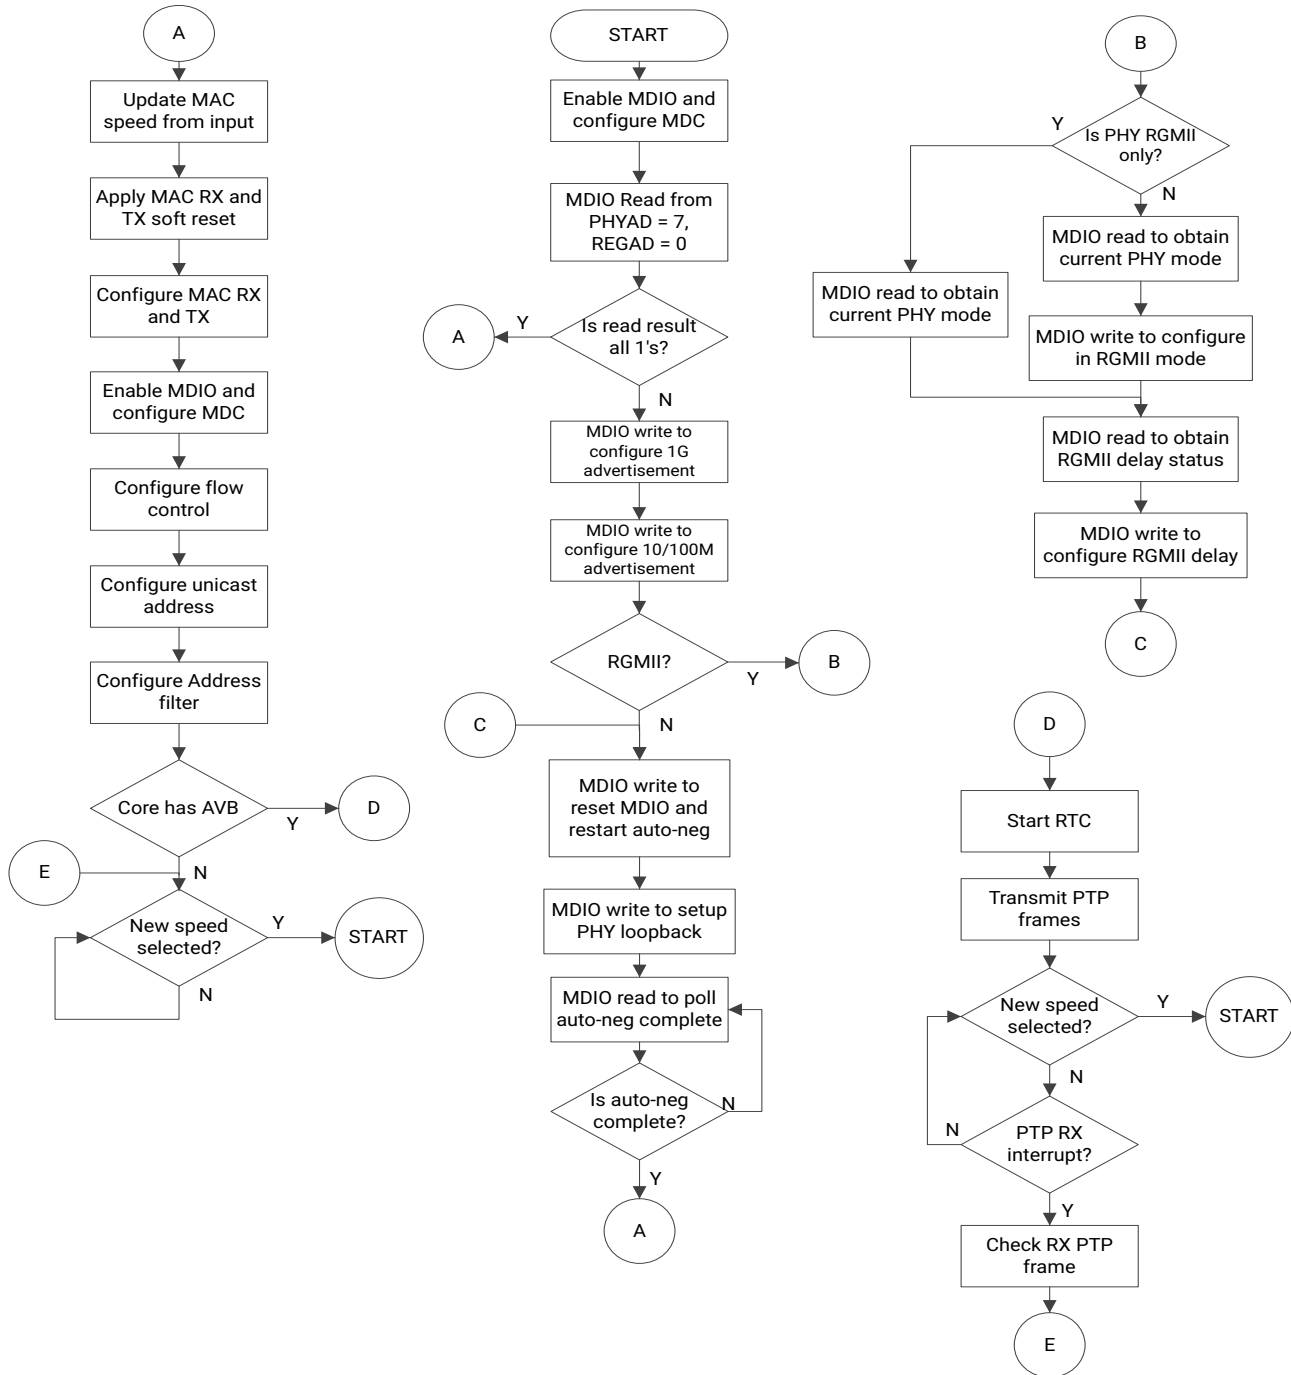 A
Update MAC
speed from input
Apply MAC RX and
TX soft reset
Configure MAC RX
and TX
Enable MDIO and
configure MDC
Configure flow
control
Configure unicast
address
Configure Address
filter
Core has AVB
Y
D
E
N
New speed
selected?
Y
START
N
START
Enable MDIO and
configure MDC
MDIO Read from
PHYAD = 7,
REGAD = 0
Is read result
all 1's?
Y
A
N
MDIO write to
configure 1G
advertisement
MDIO write to
configure 10/100M
advertisement
RGMII?
Y
B
C
N
MDIO write to
reset MDIO and
restart auto-neg
MDIO write to setup
PHY loopback
MDIO read to poll
auto-neg complete
Is auto-neg
complete?
N
Y
A
B
Is PHY RGMII
only?
Y
N
MDIO read to obtain
current PHY mode
MDIO read to obtain
current PHY mode
MDIO write to configure
in RGMII mode
MDIO read to obtain
RGMII delay status
MDIO write to
configure RGMII delay
C
D
Start RTC
Transmit PTP
frames
New speed
selected?
Y
START
N
PTP RX
interrupt?
N
Y
Check RX PTP
frame
E